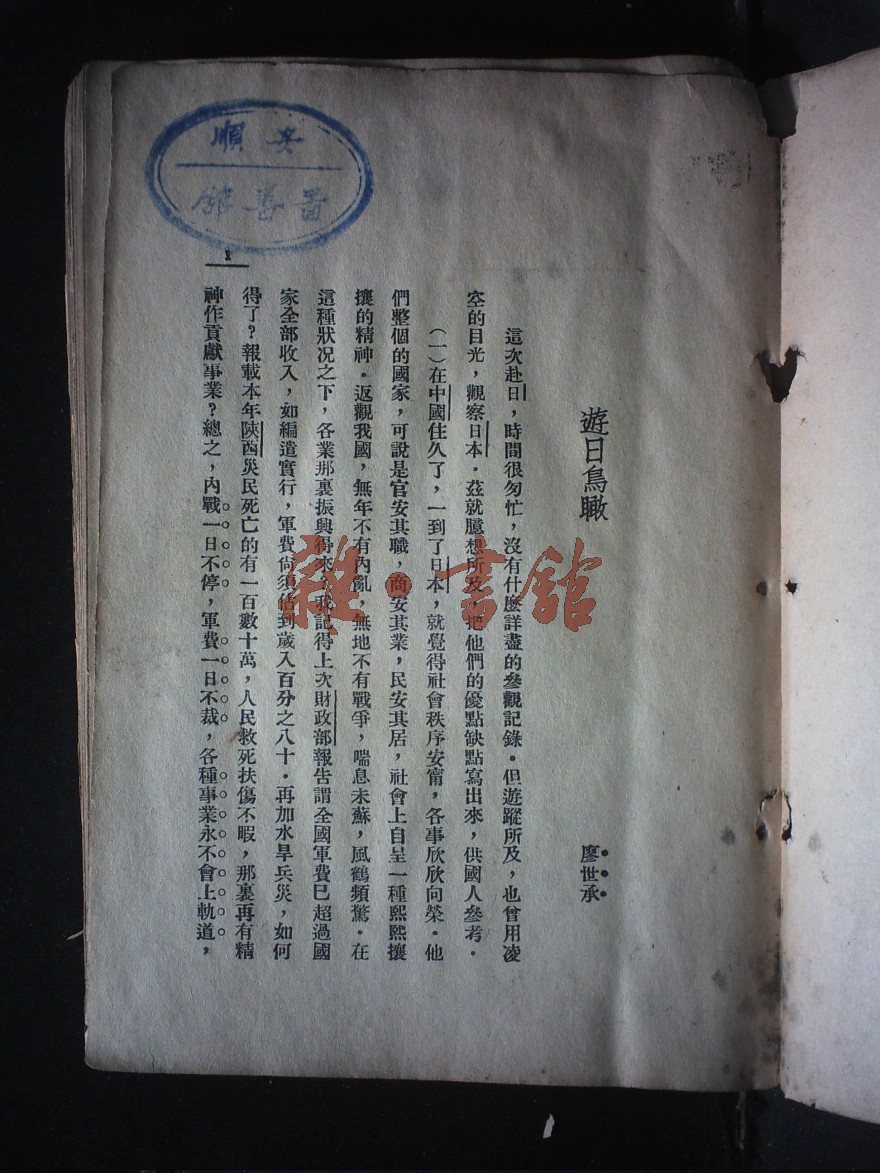 遊日鳥瞰
廖世承
這次赴日，時間很匆忙，沒有什麼詳盡的參觀記錄．但遊蹤所及，也曾用凌
空的目光，觀察日本．茲就臆想所及，把他們的優點缺點寫出來，供國人參考．
（一）在中國住久了，一到了日本，就覺得社會秩序安甯，各事欣欣向榮．他
們整個的國家，可說是官安其職，商安其業，民安其居，社會上自呈一種熙熙攘
攘的精神．返觀我國，無年不有內亂，無地不有戰爭，喘息未蘇，風鶴頻驚．在
這種狀况之下，各業那裏振興得來？我記得上次財政部報告謂全國軍費已超過國
家全部收入，如編遣實行，軍費尙須佔到歲入百分之八十．再加水旱兵災，如何
得了？報載本年陝西災民死亡的有一百數十萬，人民救死扶傷不暇，那裏再有精
神作貢獻事業？總之，內戰一日不停，軍費一日不裁，各種事業永不會上軌道，
1
安順
圖書館
雜·書館